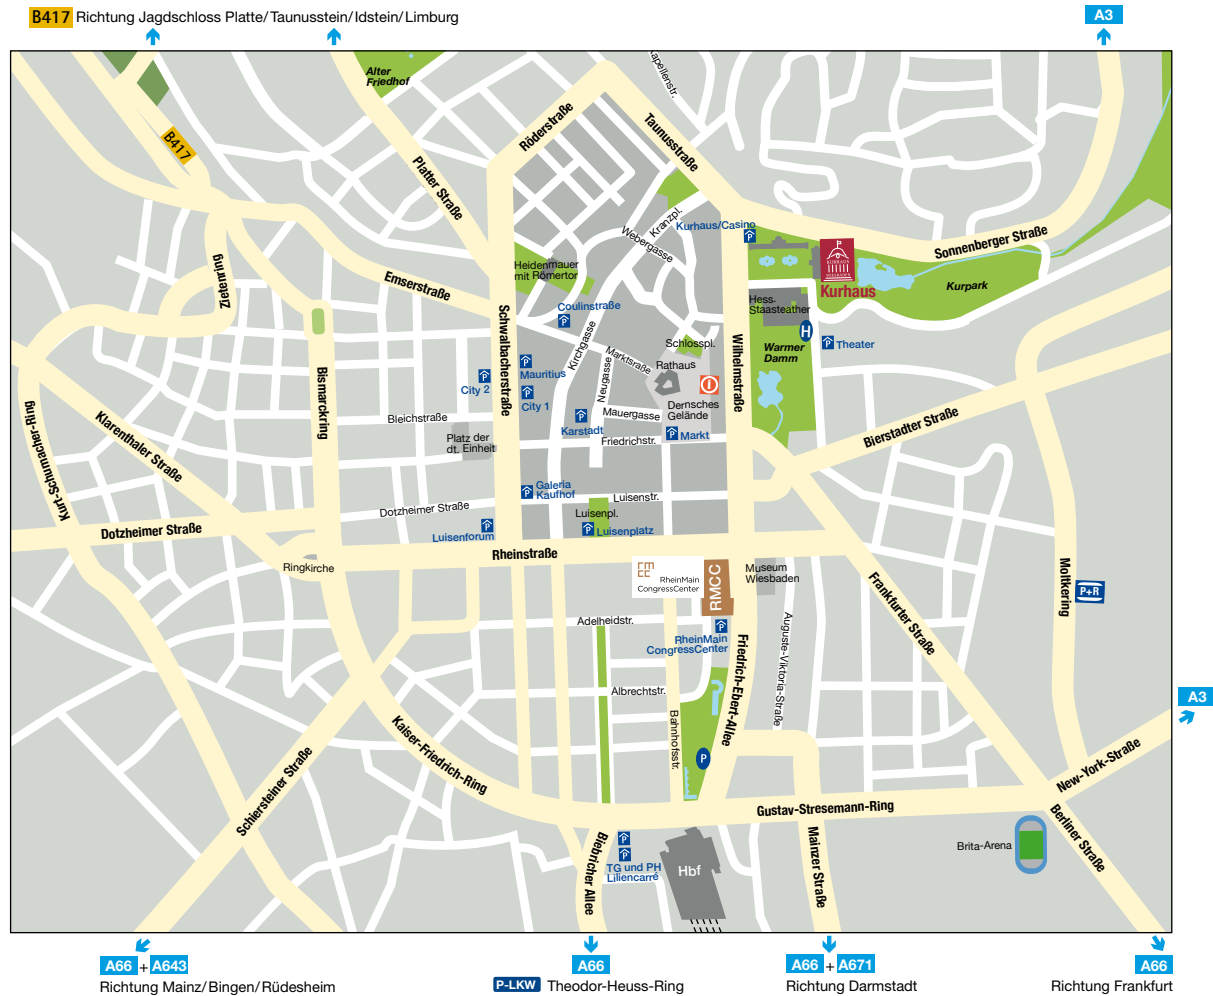 B417 Richtung Jagdschloss Platte/Taunusstein/Idstein/Limburg
A3
Alter
Friedhof
Kapellenstr.
B417
Röderstraße
Taunusstraße
Platter Straße
Kranzpl.
Kurhaus/Casino
Webergasse
Sonnenberger Straße
KURHAUS
WIESBADEN
Kurhaus
Kurpark
Zietenring
Emserstraße
Heidenmauer
mit Römertor
Coulinstraße
Hess.
Staasteather
H
Theater
Warmer
Damm
Schwalbacherstraße
Kirchgasse
Neugasse
Marktsraße
Schlosspl.
Rathaus
Wilhelmstraße
Mauritius
City 2
City 1
Dernsches
Gelände
Bismarckring
Kurt-Schumacher-Ring
Klarenthaler Straße
Bleichstraße
Karstadt
Mauergasse
Markt
Friedrichstr.
Platz der
dt. Einheit
Bierstadter Straße
Galeria
Kaufhof
Luisenstr.
Dotzheimer Straße
Luisenpl.
Luisenplatz
Luisenforum
Dotzheimer Straße
Rheinstraße
Ringkirche
rm
cc
RheinMain
CongressCenter
RMCC
Museum
Wiesbaden
Moltkering
P+R
Frankfurter Straße
Adelheidstr.
RheinMain
CongressCenter
Auguste-Viktoria-Straße
Friedrich-Ebert-Allee
Albrechtstr.
Bahnhofsstr.
A3
P
Kaiser-Friedrich-Ring
Schiersteiner Straße
New-York-Straße
Gustav-Stresemann-Ring
Berliner Straße
Mainzer Straße
Brita-Arena
Biebricher Allee
TG und PH
Liliencarré
Hbf
A66 + A643
Richtung Mainz/Bingen/Rüdesheim
A66
P-LKW Theodor-Heuss-Ring
A66 + A671
Richtung Darmstadt
A66
Richtung Frankfurt